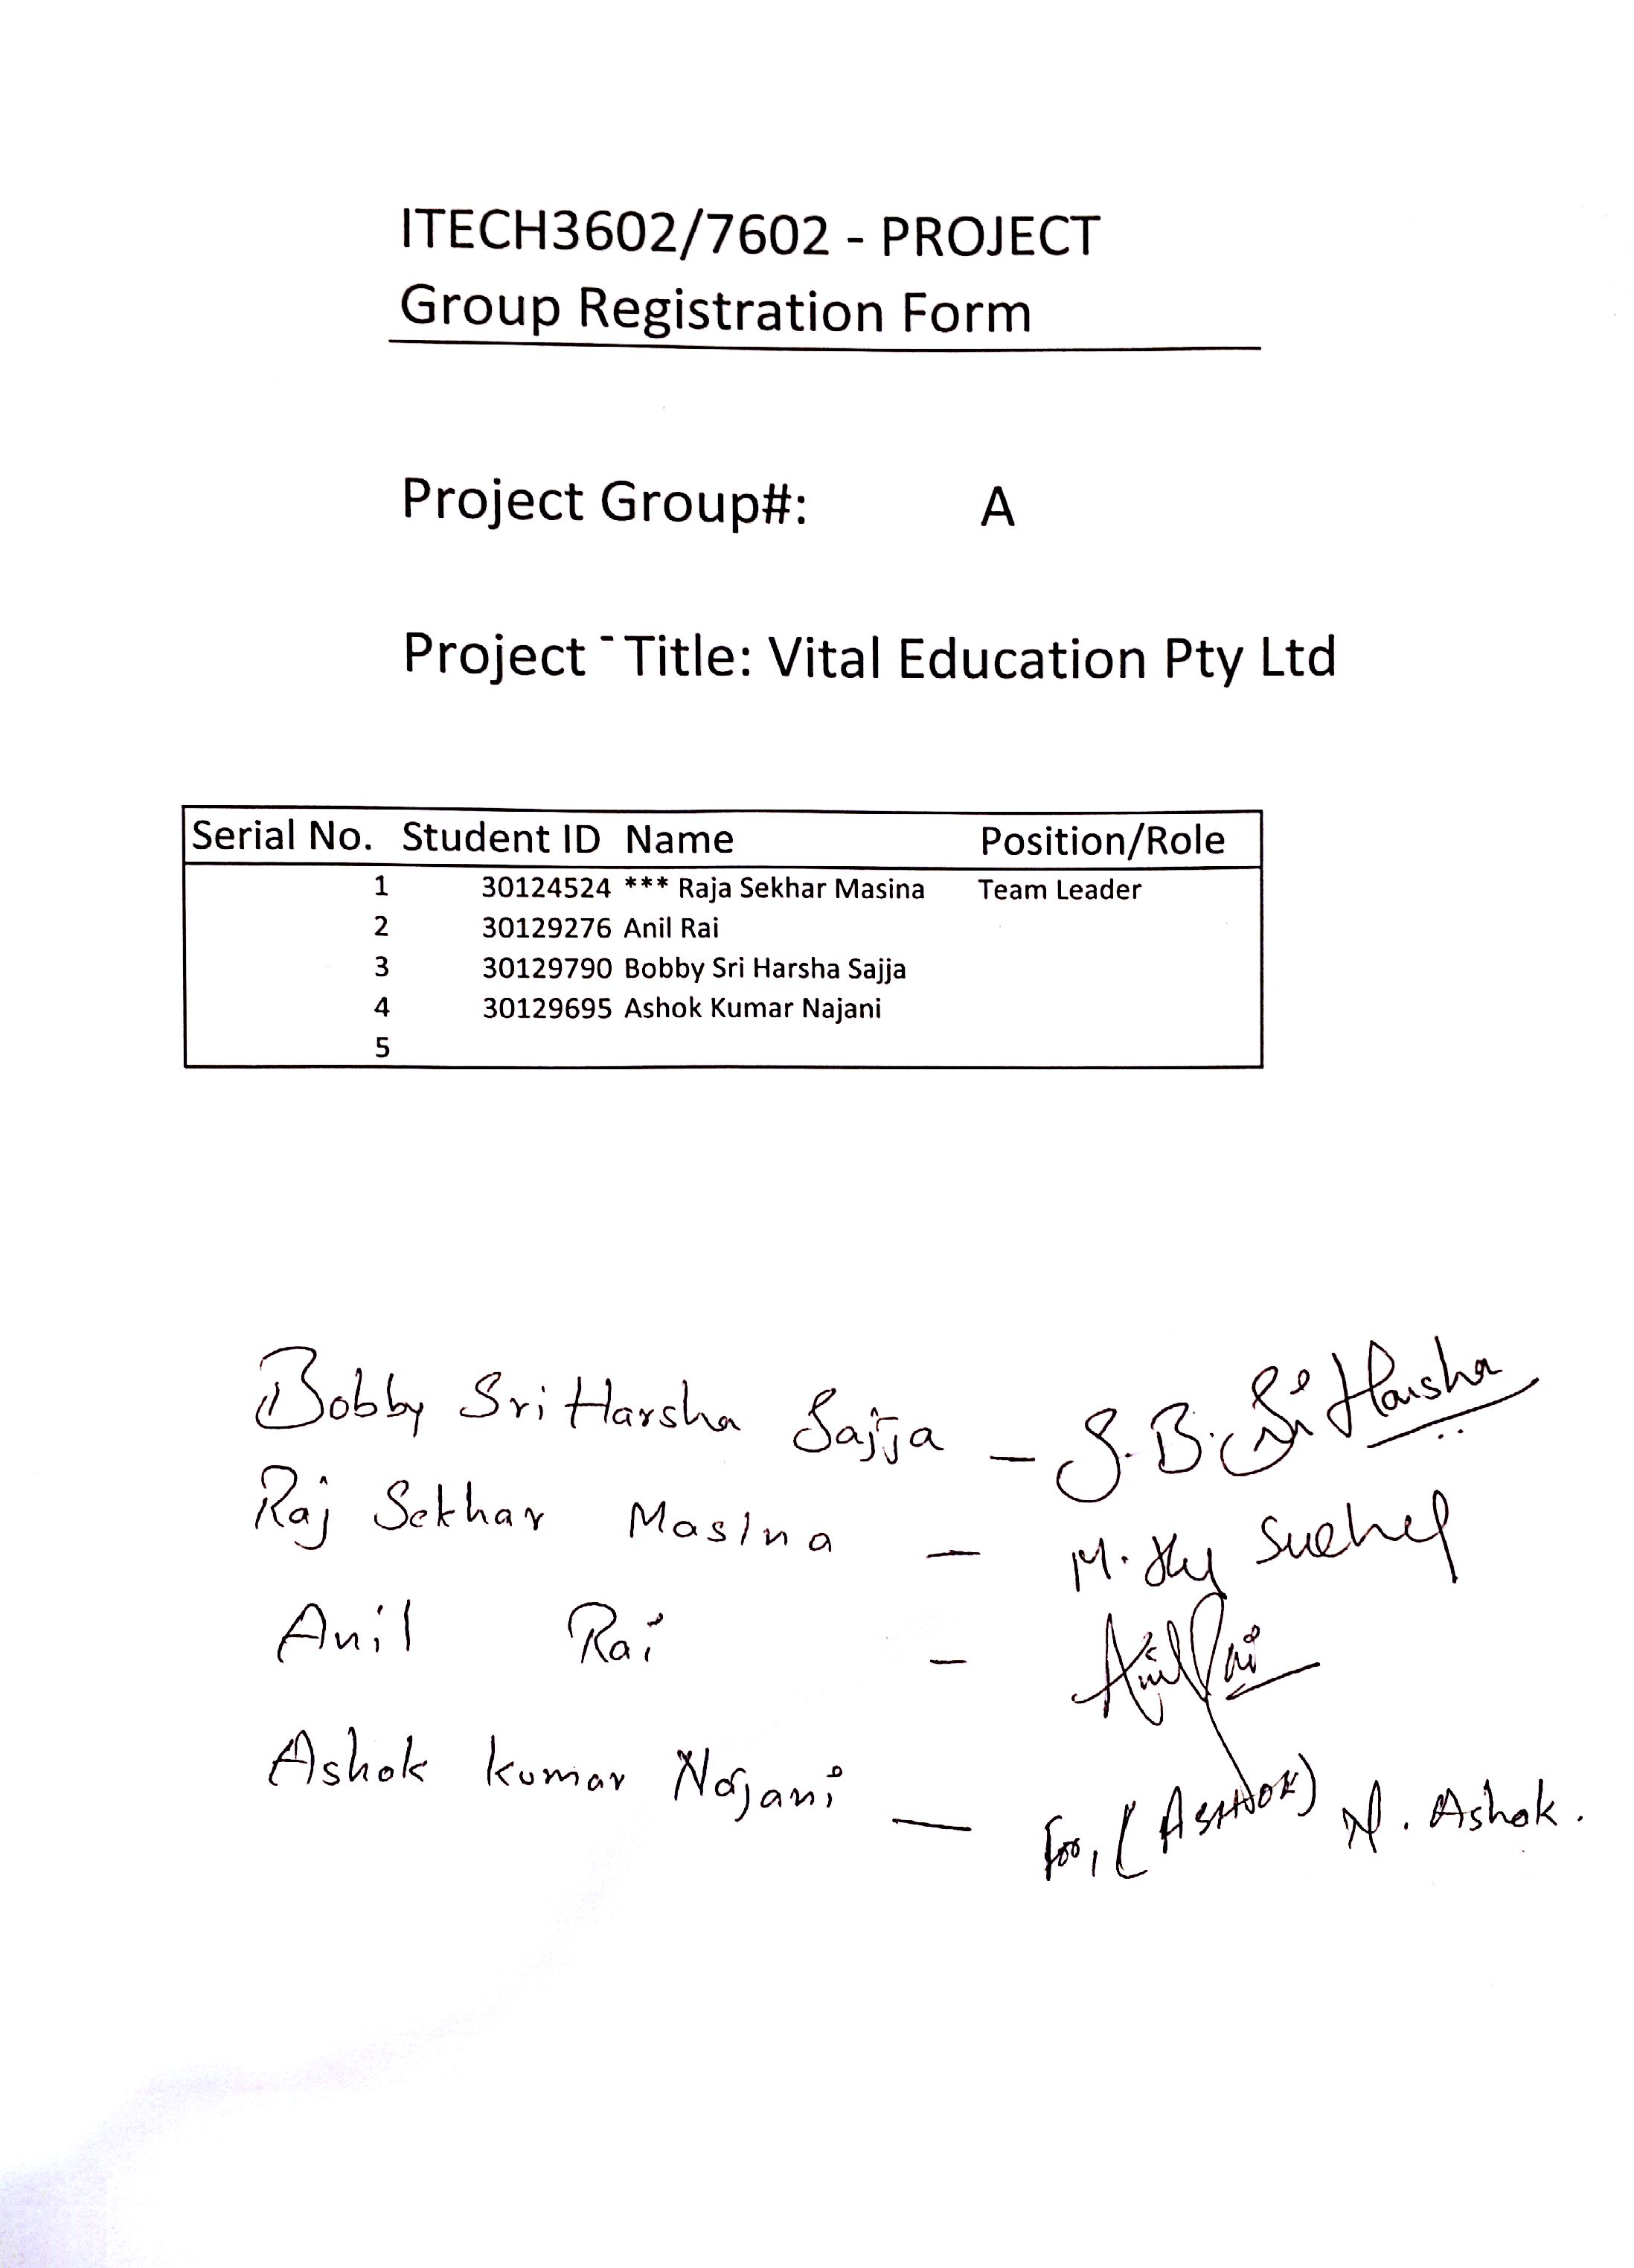 ITECH3602/7602 - PROJECT
Group Registration Form
Project Group#: A
Project - Title: Vital Education Pty Ltd
Serial No. Student ID Name Position/Role
1 30124524 *** Raja Sekhar Masina Team Leader
2 30129276 Anil Rai
3 30129790 Bobby Sri Harsha Sajja
4 30129695 Ashok Kumar Najani
5
Bobby Sri Harsha Sajja - S. B. Sri Harsha
Raj Sekhar Masina - M.
Anil Rai - Anil Rai
Ashok kumar Najani - For, (ASHOK) N. Ashok.